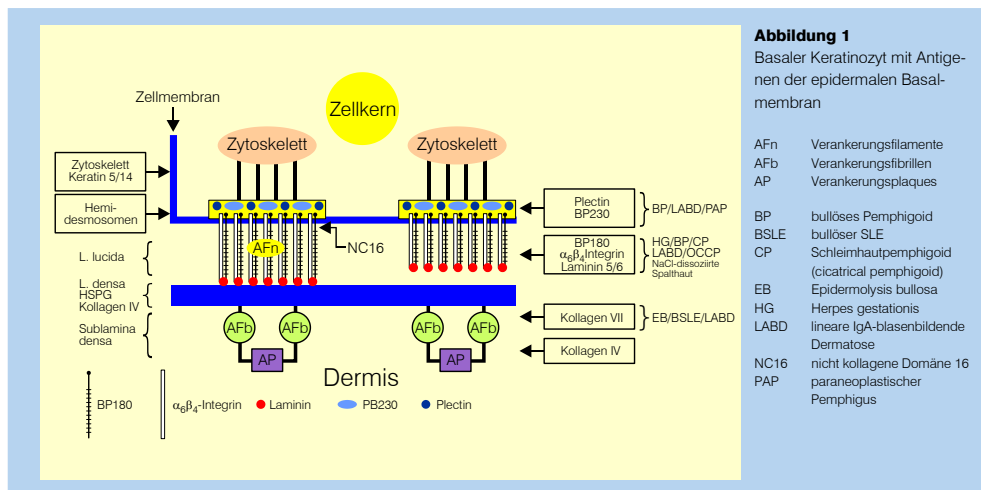 Zellmembran
Zellkern
Zytoskelett
Zytoskelett
Zytoskelett
Keratin 5/14
Hemi-
desmosomen
AFn
NC16
Plectin
BP230
BP/LABD/PAP
BP180
α6β4Integrin
Laminin 5/6
HG/BP/CP
LABD/OCCP
NaCl-dissoziirte
Spalthaut
L. lucida
L. densa
HSPG
Kollagen IV
Sublamina
densa
AFb
AFb
AP
AFb
AFb
AP
Kollagen VII
EB/BSLE/LABD
Kollagen IV
Dermis
BP180
α6β4-Integrin
Laminin
PB230
Plectin
Abbildung 1
Basaler Keratinozyt mit Antige-
nen der epidermalen Basal-
membran
AFn Verankerungsfilamente
AFb Verankerungsfibrillen
AP Verankerungsplaques
BP bullöses Pemphigoid
BSLE bullöser SLE
CP Schleimhautpemphigoid
(cicatrical pemphigoid)
EB Epidermolysis bullosa
HG Herpes gestationis
LABD lineare IgA-blasenbildende
Dermatose
NC16 nicht kollagene Domäne 16
PAP paraneoplastischer
Pemphigus